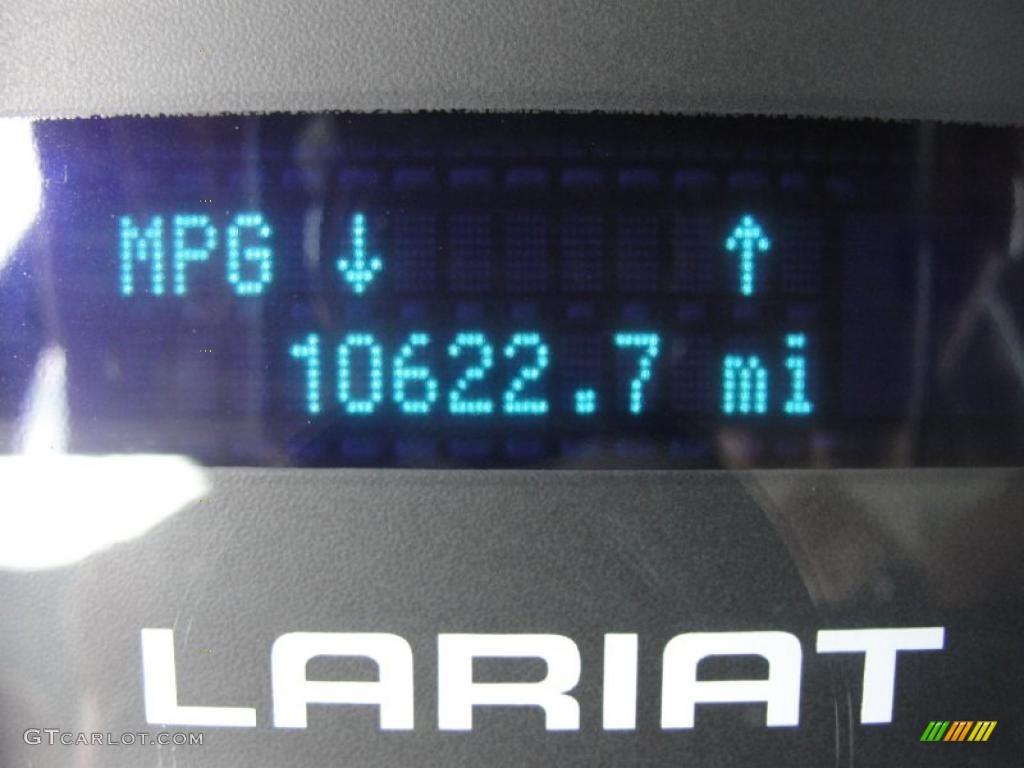 MPG ↓ ↑
10622.7 mi
LARIAT
GTCARLOT.COM